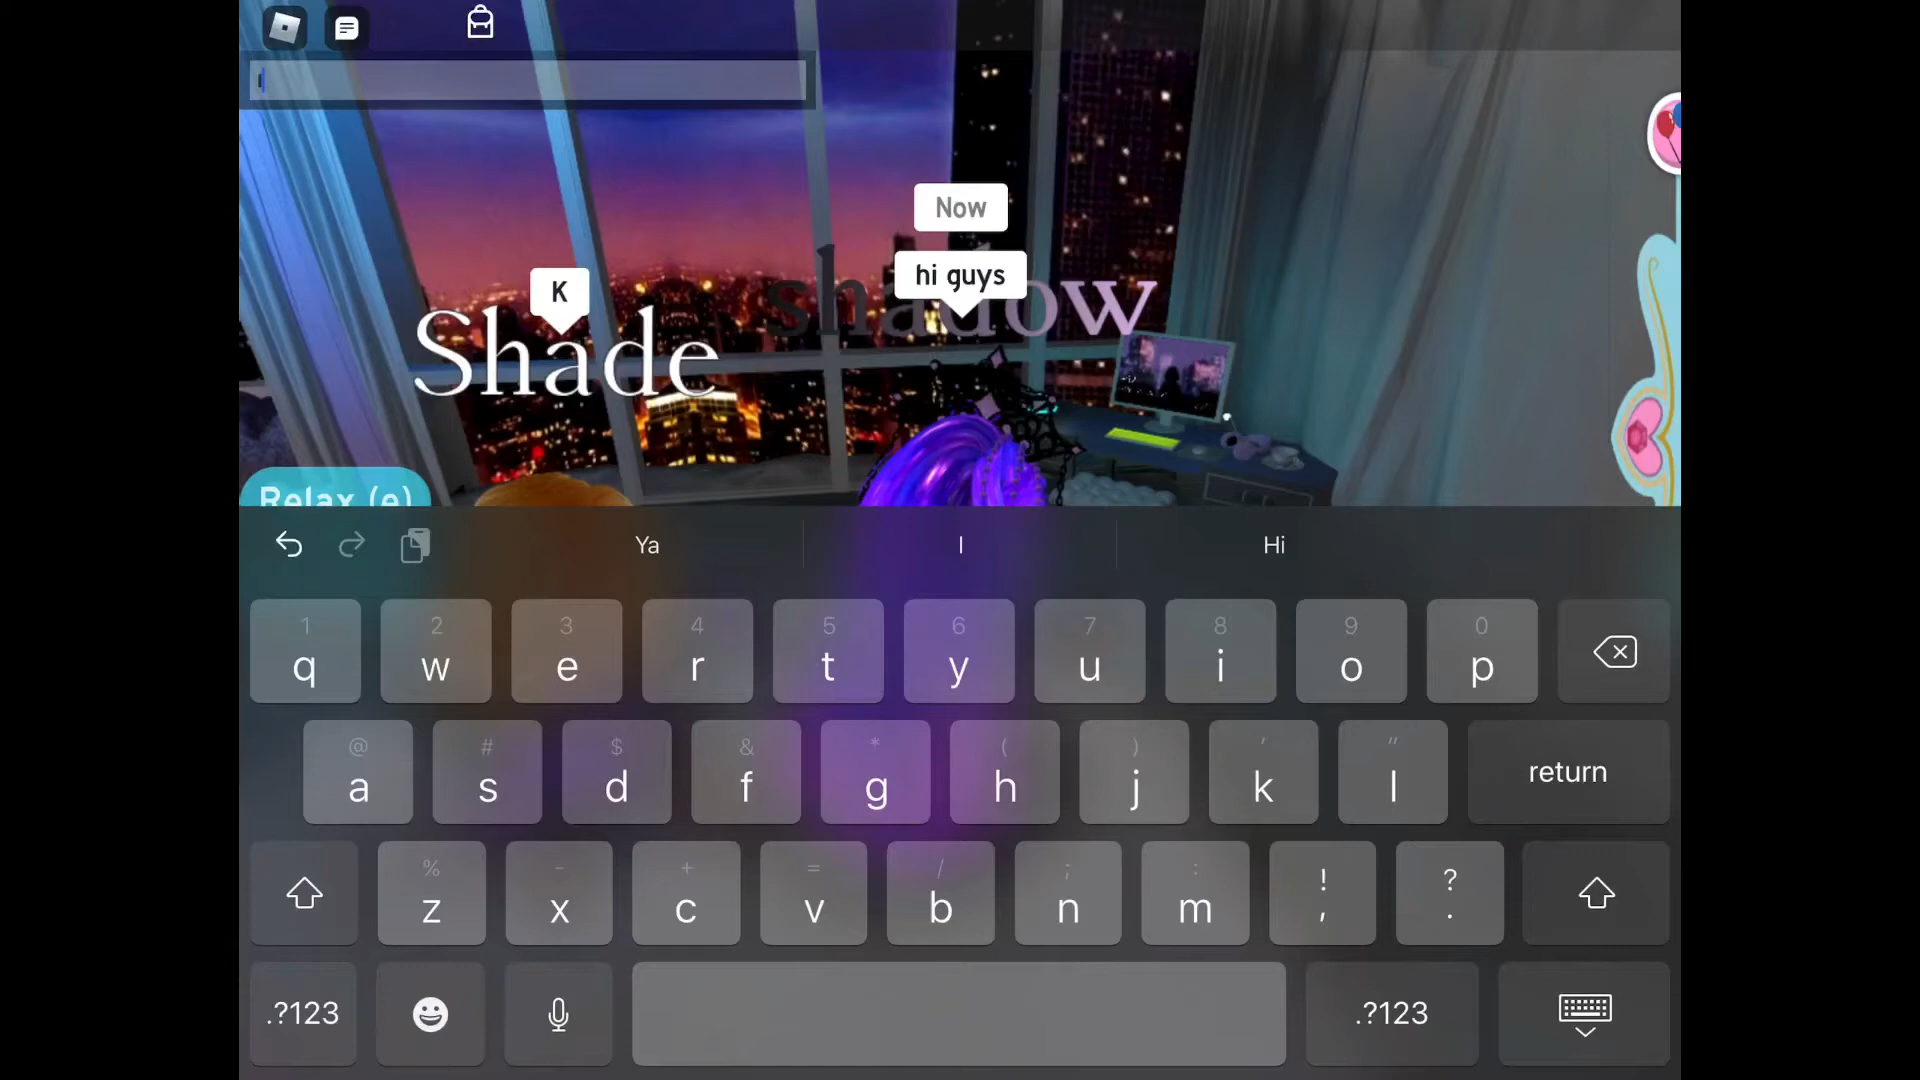 Now
hi guys
K
shadow
Shade
Relax (e)
Ya I Hi
1 2 3 4 5 6 7 8 9 0
q w e r t y u i o p
@ # $ & * ( ) ' "
a s d f g h j k l return
% - + = / ; : ! ?
z x c v b n m , .
.?123 .?123